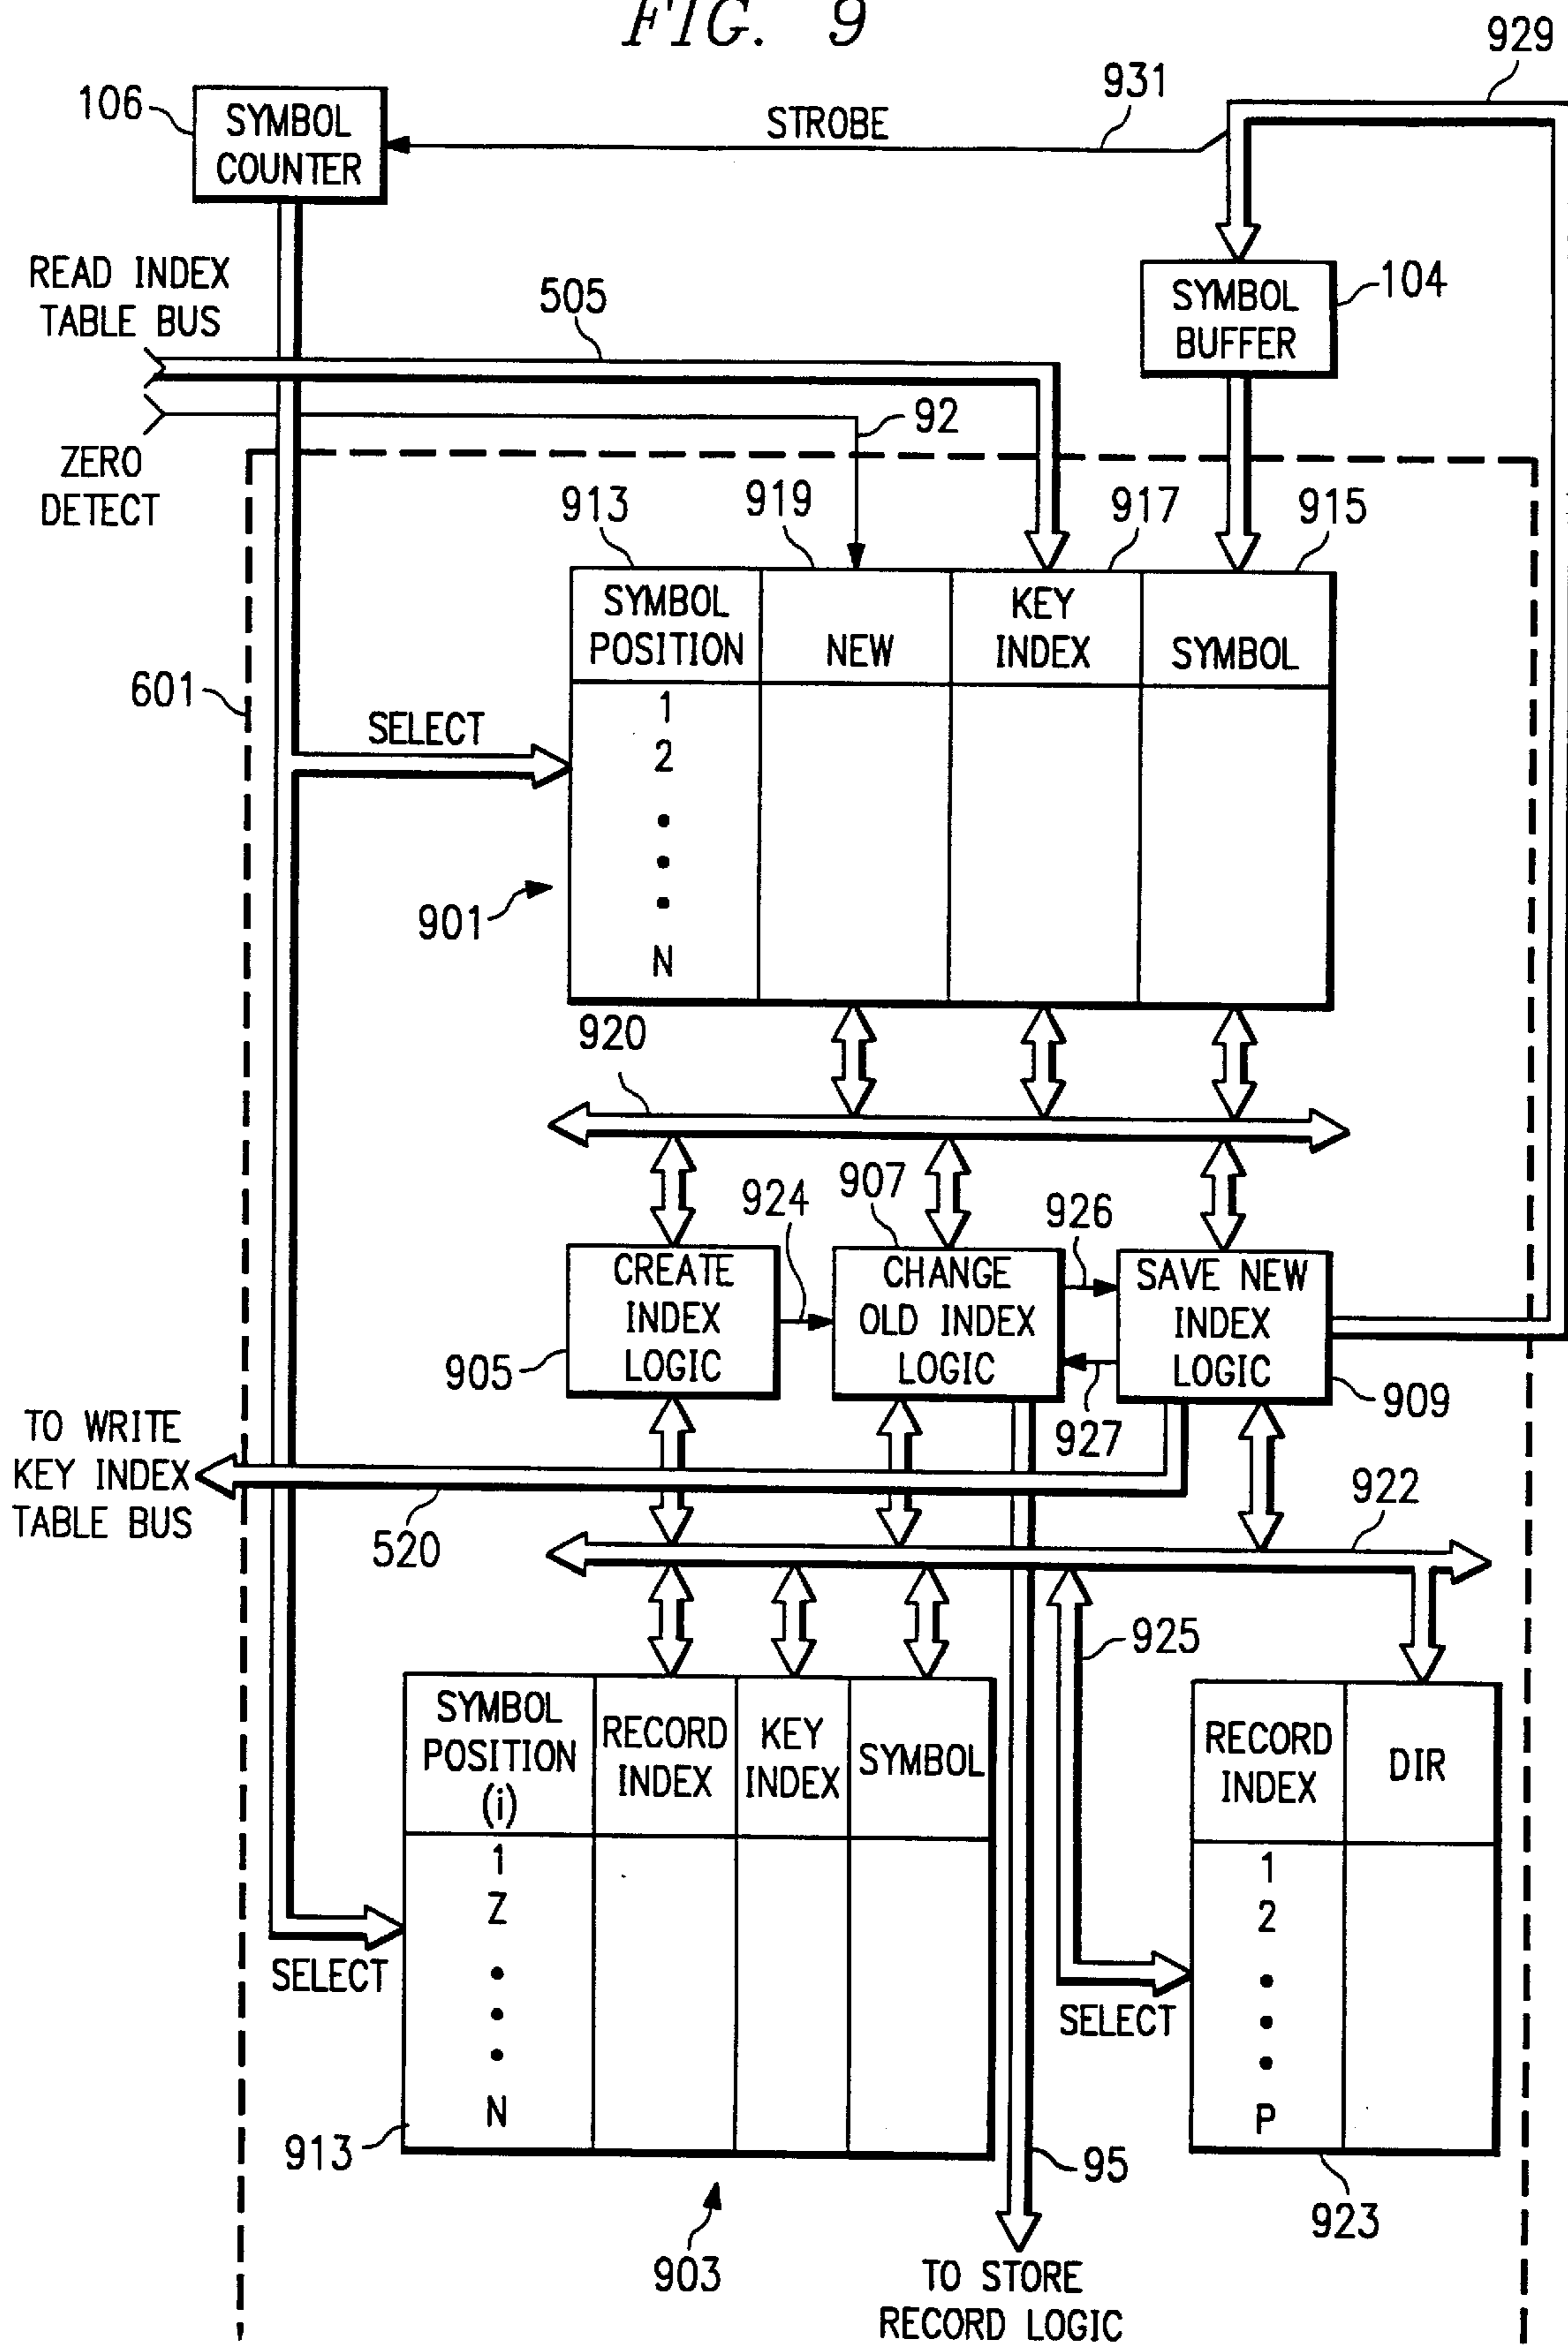 FIG. 9
929
931
106
SYMBOL
COUNTER
STROBE
READ INDEX
TABLE BUS
505
SYMBOL
BUFFER
104
92
ZERO
DETECT
913
919
917
915
SYMBOL
POSITION
NEW
KEY
INDEX
SYMBOL
601
SELECT
1
2
N
901
920
924
907
926
CREATE
INDEX
LOGIC
CHANGE
OLD INDEX
LOGIC
SAVE NEW
INDEX
LOGIC
905
927
909
TO WRITE
KEY INDEX
TABLE BUS
520
922
925
SYMBOL
POSITION
(i)
RECORD
INDEX
KEY
INDEX
SYMBOL
RECORD
INDEX
DIR
1
Z
N
1
2
P
SELECT
SELECT
913
95
923
903
TO STORE
RECORD LOGIC